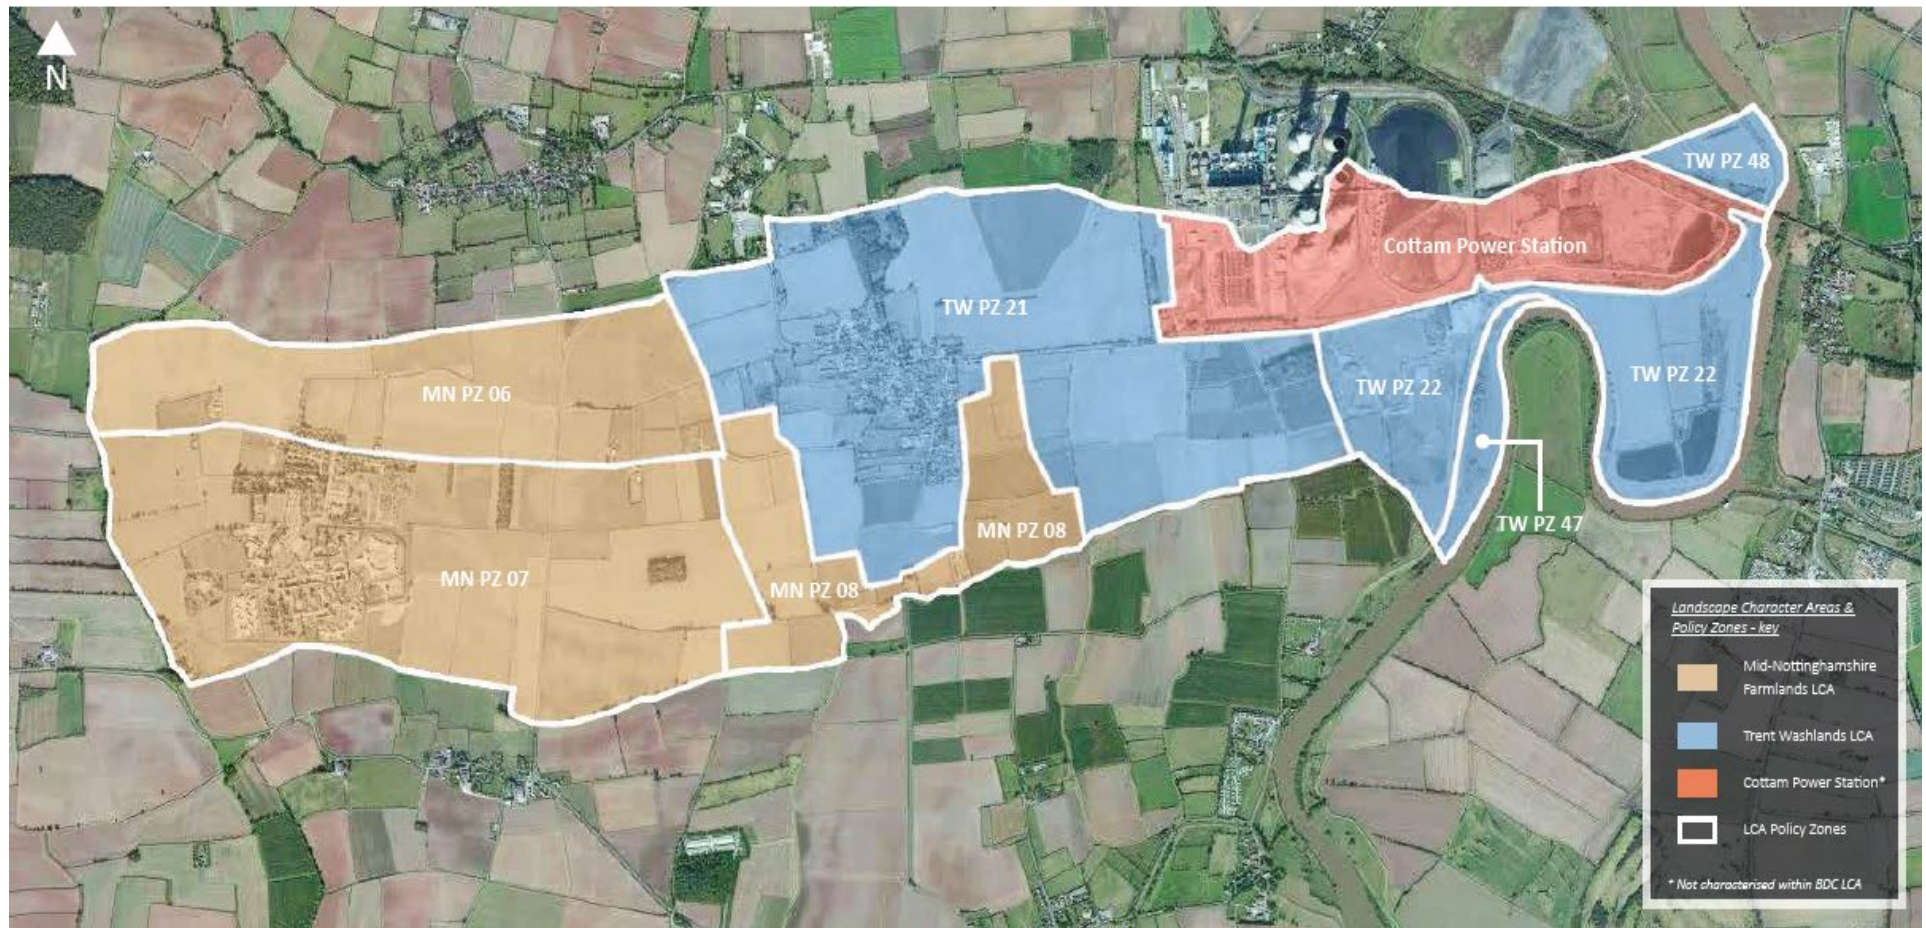 N
TW PZ 48
Cottam Power Station
TW PZ 21
MN PZ 06
TW PZ 22
TW PZ 22
TW PZ 47
MN PZ 08
MN PZ 07
MN PZ 08
Landscape Character Areas &
Policy Zones - key
Mid-Nottinghamshire
Farmlands LCA
Trent Washlands LCA
Cottam Power Station*
LCA Policy Zones
* Not characterised within BDC LCA